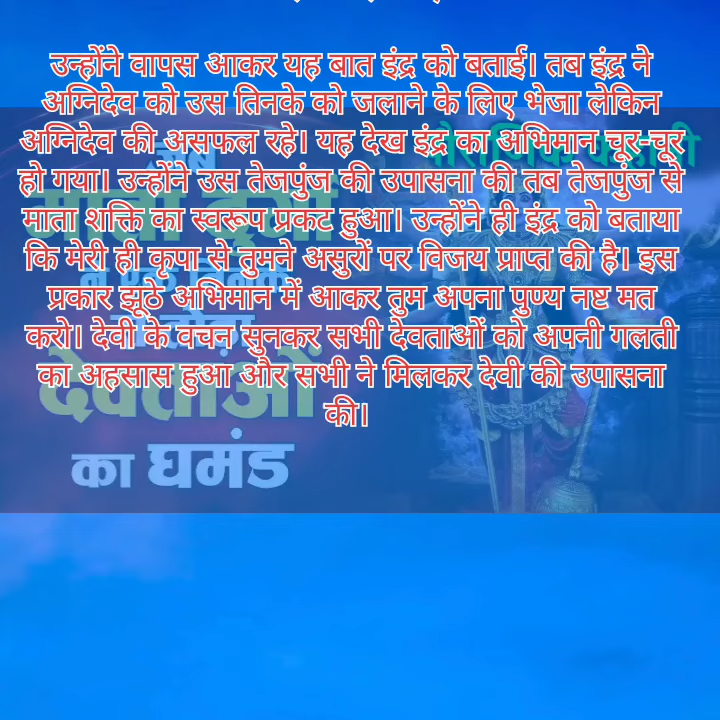 उन्होंने वापस आकर यह बात इंद्र को बताई। तब इंद्र ने
अग्निदेव को उस तिनके को जलाने के लिए भेजा लेकिन
अग्निदेव की असफल रहे। यह देख इंद्र का अभिमान चूर-चूर
हो गया। उन्होंने उस तेजपुंज की उपासना की तब तेजपुंज से
माता शक्ति का स्वरूप प्रकट हुआ। उन्होंने ही इंद्र को बताया
कि मेरी ही कृपा से तुमने असुरों पर विजय प्राप्त की है। इस
प्रकार झूठे अभिमान में आकर तुम अपना पुण्य नष्ट मत
करो। देवी के वचन सुनकर सभी देवताओं को अपनी गलती
का अहसास हुआ और सभी ने मिलकर देवी की उपासना
की।
देवताओं
का घमंड